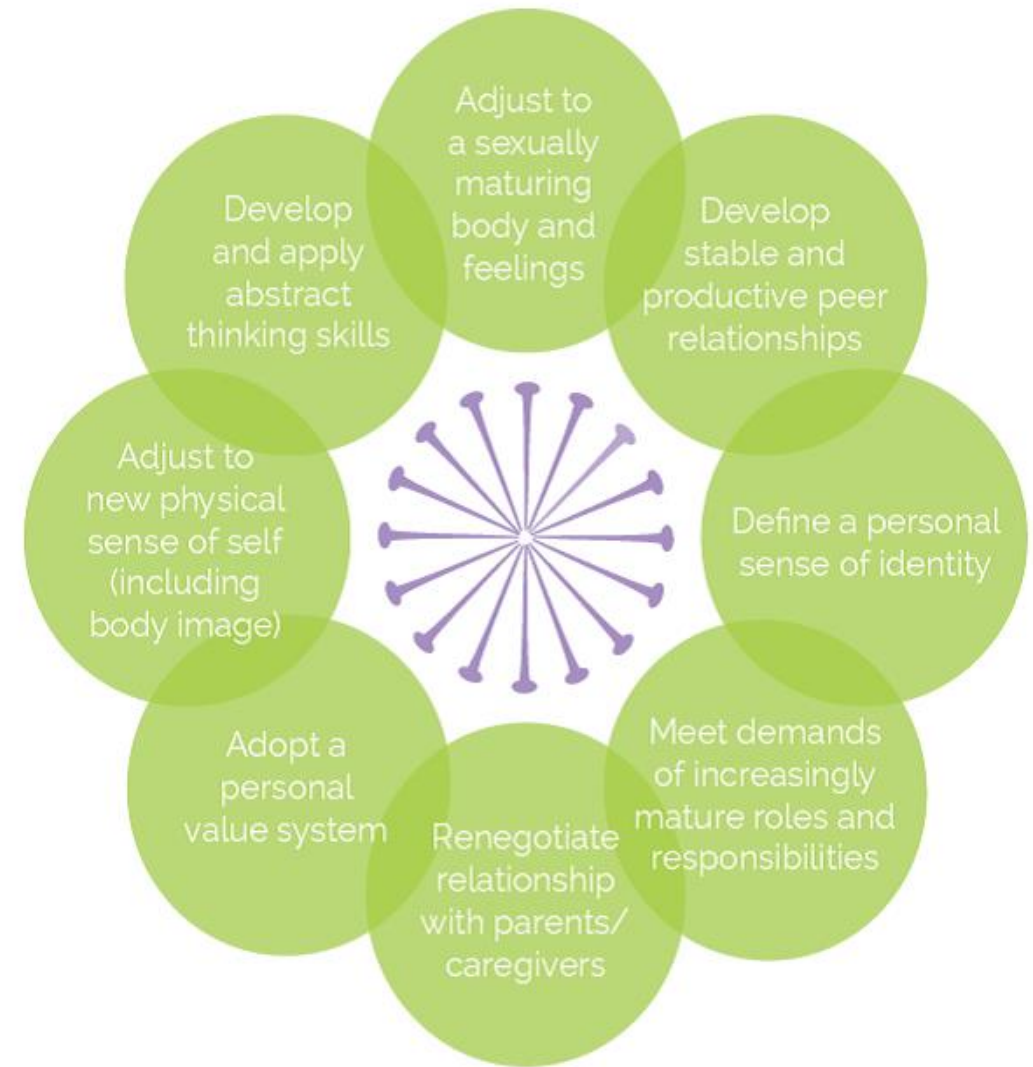 Adjust to
a sexually
maturing
body and
feelings
Develop
stable and
productive peer
relationships
Define a personal
sense of identity
Meet demands
of increasingly
mature roles and
responsibilities
Renegotiate
relationship
with parents/
caregivers
Adopt a
personal
value system
Adjust to
new physical
sense of self
(including
body image)
Develop
and apply
abstract
thinking skills